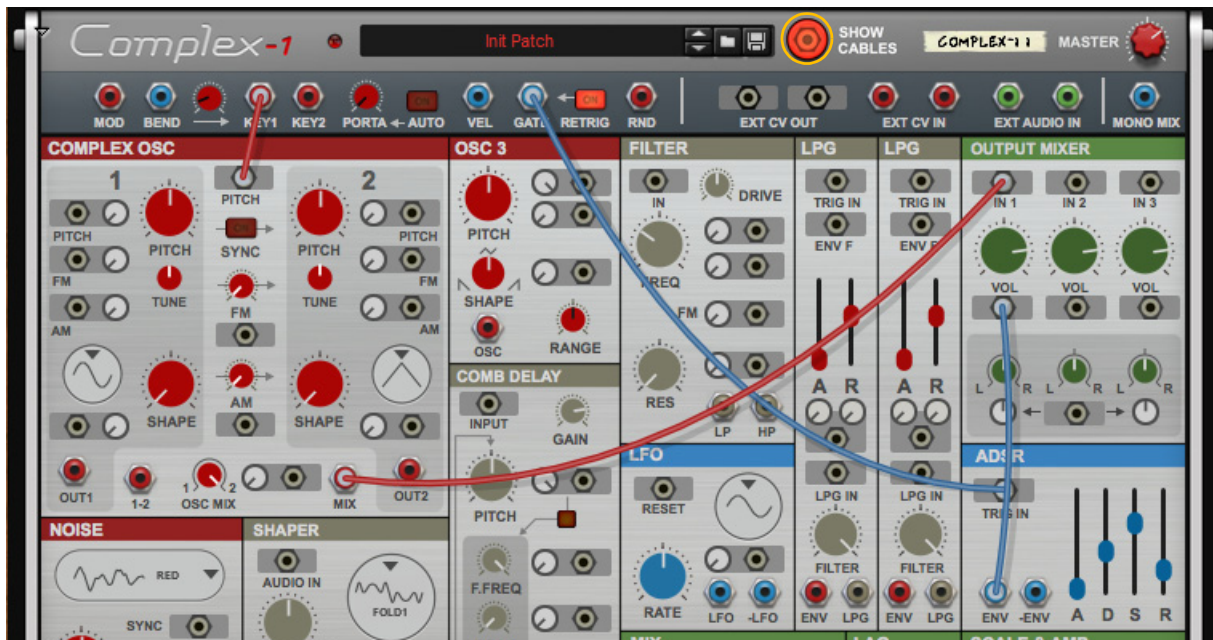 Complex-1 Init Patch SHOW CABLES COMPLEX-11 MASTER
MOD BEND KEY1 KEY2 PORTA AUTO ON VEL GATE RETRIG ON RND EXT CV OUT EXT CV IN EXT AUDIO IN MONO MIX
COMPLEX OSC
1 2
PITCH
PITCH PITCH SYNC ON PITCH PITCH
FM TUNE FM TUNE FM
AM AM
SHAPE AM SHAPE
OUT1 1-2 1 2 OSC MIX MIX OUT2
OSC 3
PITCH
SHAPE
OSC RANGE
COMB DELAY
INPUT GAIN
PITCH
F.FREQ
FILTER
IN DRIVE
FREQ
FM
RES
LP HP
LFO
RESET
RATE LFO -LFO
LPG
TRIG IN
ENV F
A R
LPG IN
FILTER
ENV LPG
LPG
TRIG IN
ENV
A R
LPG IN
FILTER
ENV LPG
OUTPUT MIXER
IN 1 IN 2 IN 3
VOL VOL VOL
L R L R L R
ADSR
TRIG IN
ENV -ENV A D S R
NOISE
RED
SYNC
SHAPER
AUDIO IN
FOLD1